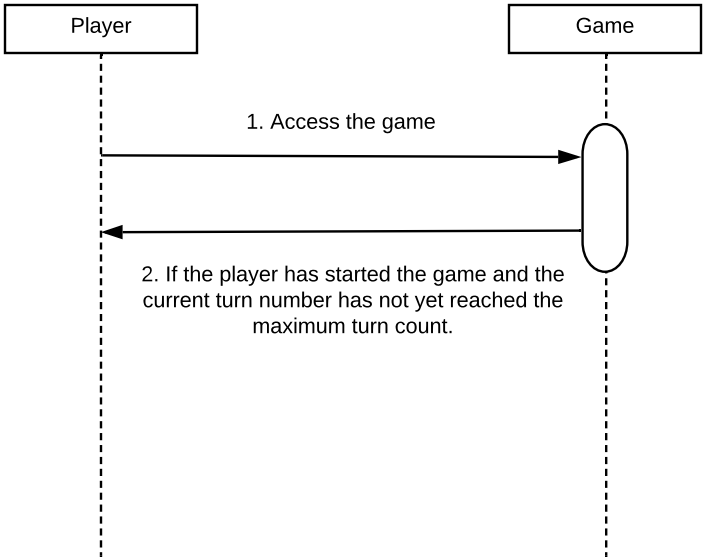 Player
Game
1. Access the game
2. If the player has started the game and the
current turn number has not yet reached the
maximum turn count.